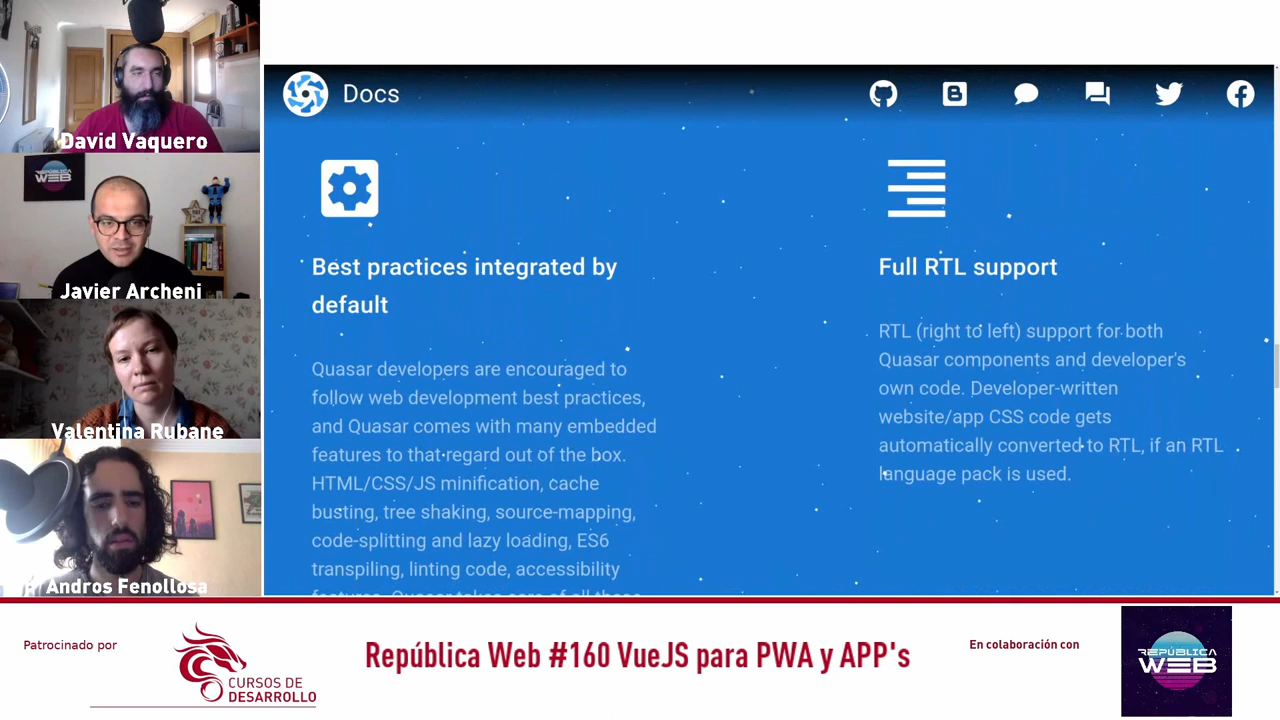 David Vaquero
REPÚBLICA
WEB
Javier Archeni
Valentina Rubane
Andros Fenollosa
Docs
Best practices integrated by
default
Quasar developers are encouraged to
follow web development best practices,
and Quasar comes with many embedded
features to that regard out of the box.
HTML/CSS/JS minification, cache
busting, tree shaking, source-mapping,
code-splitting and lazy loading, ES6
transpiling, linting code, accessibility
Full RTL support
RTL (right to left) support for both
Quasar components and developer's
own code. Developer-written
website/app CSS code gets
automatically converted to RTL, if an RTL
language pack is used.
Patrocinado por
CURSOS DE
DESARROLLO
República Web #160 VueJS para PWA y APP's
En colaboración con
REPÚBLICA
WEB